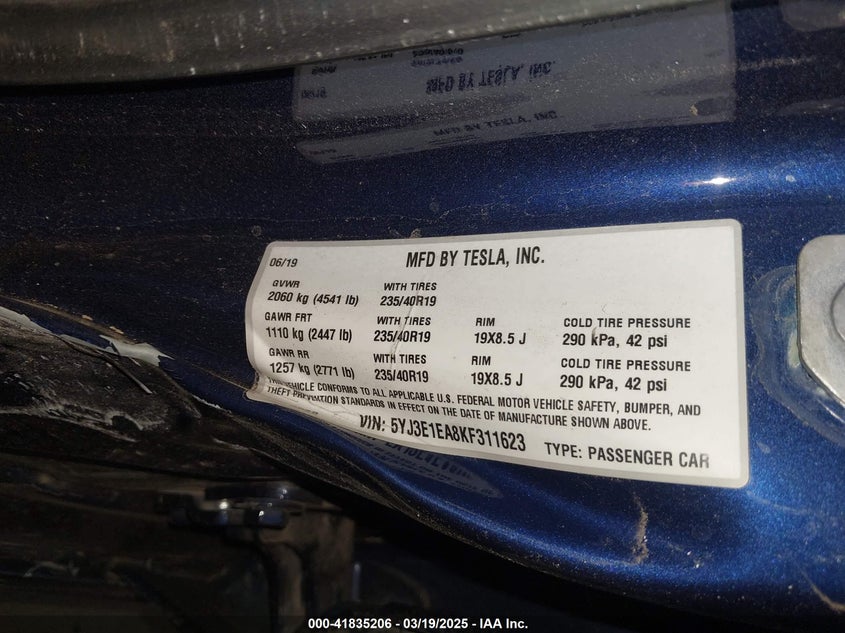 06/19
MFD BY TESLA, INC.
GVWR
WITH TIRES
2060 kg (4541 lb)
235/40R19
GAWR FRT
WITH TIRES
RIM
COLD TIRE PRESSURE
1110 kg (2447 lb)
235/40R19
19X8.5 J
290 kPa, 42 psi
GAWR RR
WITH TIRES
RIM
COLD TIRE PRESSURE
1257 kg (2771 lb)
235/40R19
19X8.5 J
290 kPa, 42 psi
THIS VEHICLE CONFORMS TO ALL APPLICABLE U.S. FEDERAL MOTOR VEHICLE SAFETY, BUMPER, AND
THEFT PREVENTION STANDARDS IN EFFECT ON THE DATE OF MANUFACTURE SHOWN ABOVE.
VIN: 5YJ3E1EA8KF311623
TYPE: PASSENGER CAR
000-41835206 - 03/19/2025 - IAA Inc.